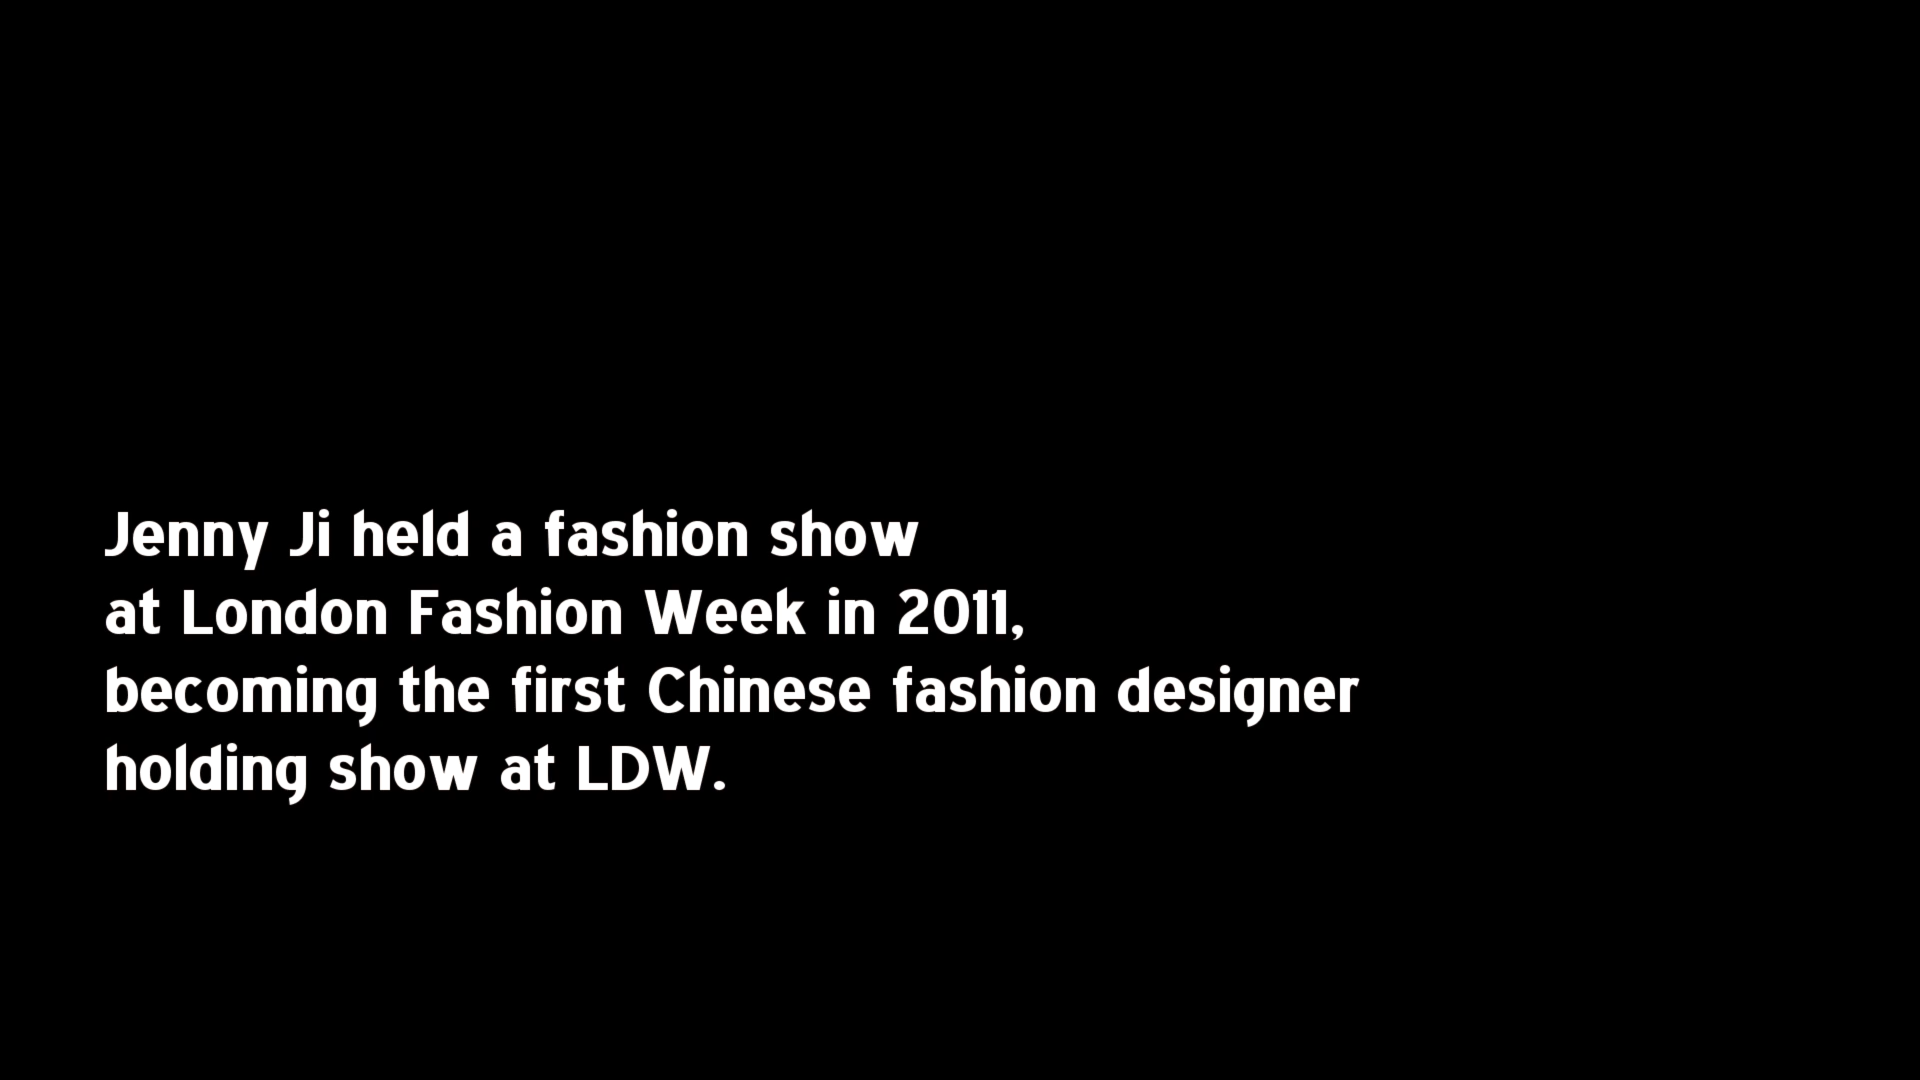 Jenny Ji held a fashion show
at London Fashion Week in 2011,
becoming the first Chinese fashion designer
holding show at LDW.